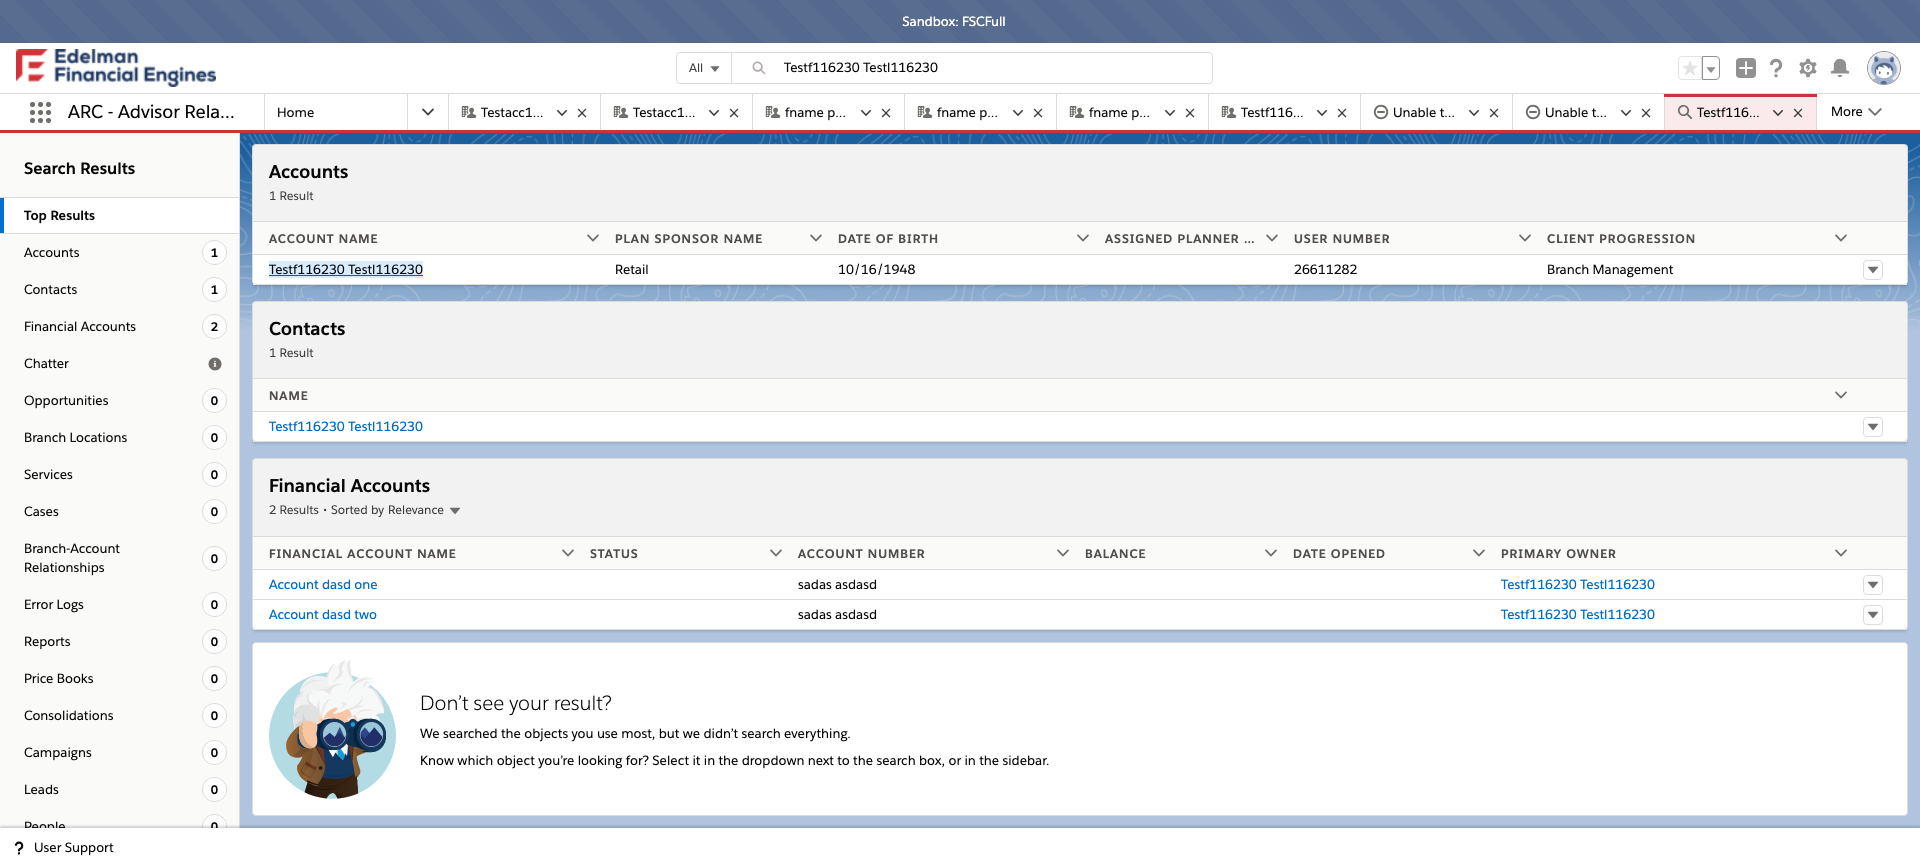 Sandbox: FSCFull
Edelman
Financial Engines
All
Testf116230 Testl116230
ARC - Advisor Rela...
Home
Testacc1...
Testacc1...
fname p...
fname p...
fname p...
Testf116...
Unable t...
Unable t...
Testf116...
More
Search Results
Top Results
Accounts 1
Contacts 1
Financial Accounts 2
Chatter
Opportunities 0
Branch Locations 0
Services 0
Cases 0
Branch-Account
Relationships 0
Error Logs 0
Reports 0
Price Books 0
Consolidations 0
Campaigns 0
Leads 0
People 0
Accounts
1 Result
ACCOUNT NAME PLAN SPONSOR NAME DATE OF BIRTH ASSIGNED PLANNER ... USER NUMBER CLIENT PROGRESSION
Testf116230 Testl116230 Retail 10/16/1948 26611282 Branch Management
Contacts
1 Result
NAME
Testf116230 Testl116230
Financial Accounts
2 Results • Sorted by Relevance
FINANCIAL ACCOUNT NAME STATUS ACCOUNT NUMBER BALANCE DATE OPENED PRIMARY OWNER
Account dasd one sadas asdasd Testf116230 Testl116230
Account dasd two sadas asdasd Testf116230 Testl116230
Don't see your result?
We searched the objects you use most, but we didn't search everything.
Know which object you're looking for? Select it in the dropdown next to the search box, or in the sidebar.
? User Support